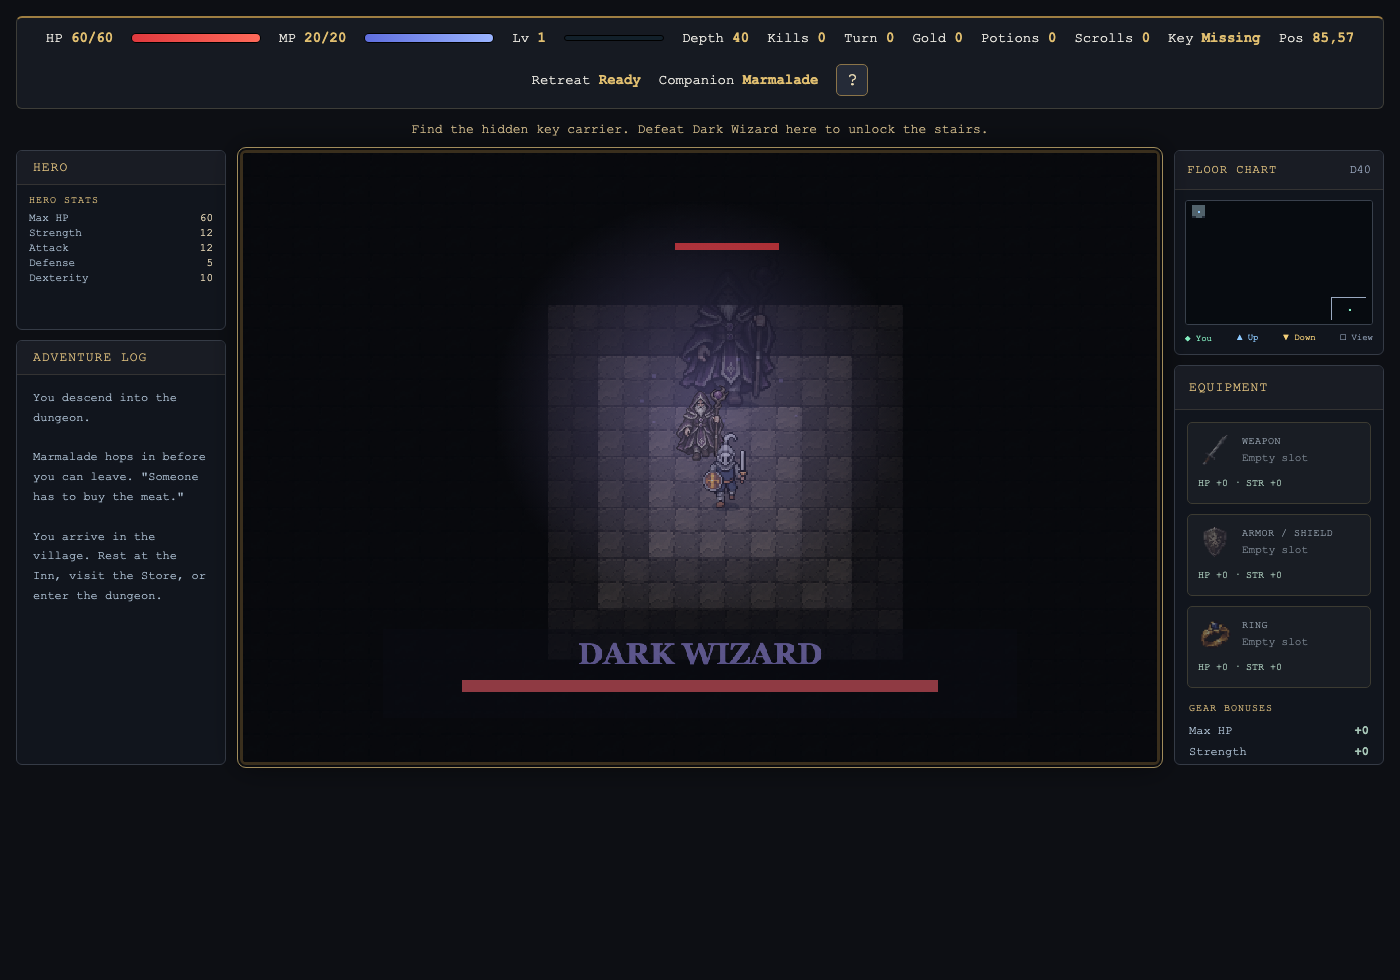 HP 60/60 MP 20/20 Lv 1 Depth 40 Kills 0 Turn 0 Gold 0 Potions 0 Scrolls 0 Key Missing Pos 85,57
Retreat Ready Companion Marmalade ?
Find the hidden key carrier. Defeat Dark Wizard here to unlock the stairs.
HERO
HERO STATS
Max HP 60
Strength 12
Attack 12
Defense 5
Dexterity 10
ADVENTURE LOG
You descend into the
dungeon.
Marmalade hops in before
you can leave. "Someone
has to buy the meat."
You arrive in the
village. Rest at the
Inn, visit the Store, or
enter the dungeon.
DARK WIZARD
FLOOR CHART D40
◆ You ▲ Up ▼ Down □ View
EQUIPMENT
WEAPON
Empty slot
HP +0 · STR +0
ARMOR / SHIELD
Empty slot
HP +0 · STR +0
RING
Empty slot
HP +0 · STR +0
GEAR BONUSES
Max HP +0
Strength +0